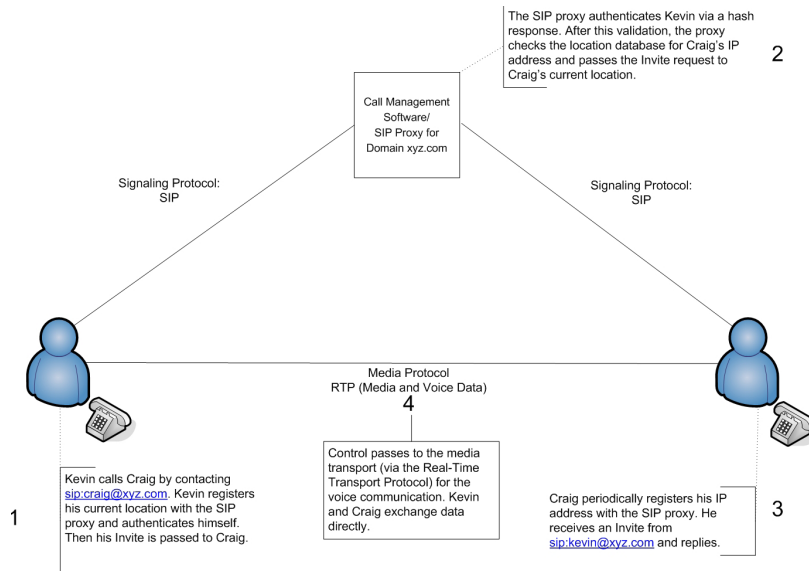 The SIP proxy authenticates Kevin via a hash
response. After this validation, the proxy
checks the location database for Craig's IP
address and passes the Invite request to
Craig's current location.
2
Call Management
Software/
SIP Proxy for
Domain xyz.com
Signaling Protocol:
SIP
Signaling Protocol:
SIP
Media Protocol
RTP (Media and Voice Data)
4
Control passes to the media
transport (via the Real-Time
Transport Protocol) for the
voice communication. Kevin
and Craig exchange data
directly.
1
Kevin calls Craig by contacting
sip:craig@xyz.com. Kevin registers
his current location with the SIP
proxy and authenticates himself.
Then his Invite is passed to Craig.
Craig periodically registers his IP
address with the SIP proxy. He
receives an Invite from
sip:kevin@xyz.com and replies.
3